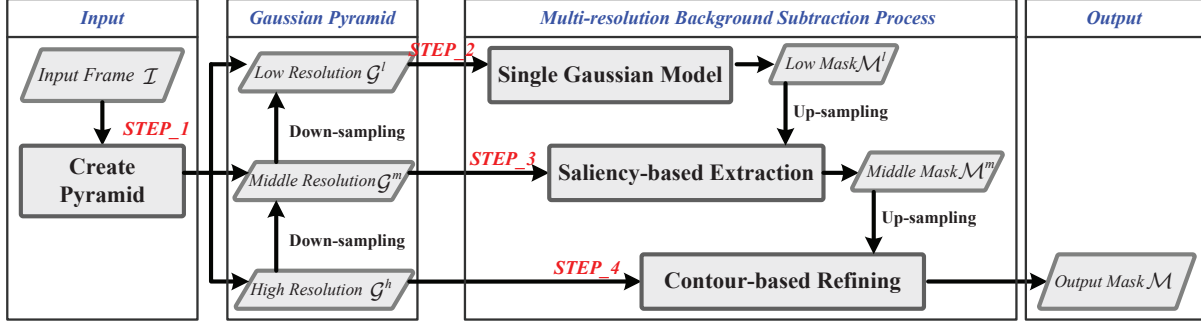 Input
Gaussian Pyramid
Multi-resolution Background Subtraction Process
Output
Input Frame ℐ
STEP_1
Create
Pyramid
Low Resolution 𝒢^l
Down-sampling
Middle Resolution 𝒢^m
Down-sampling
High Resolution 𝒢^h
STEP_2
Single Gaussian Model
Low Mask ℳ^l
Up-sampling
STEP_3
Saliency-based Extraction
Middle Mask ℳ^m
Up-sampling
STEP_4
Contour-based Refining
Output Mask ℳ